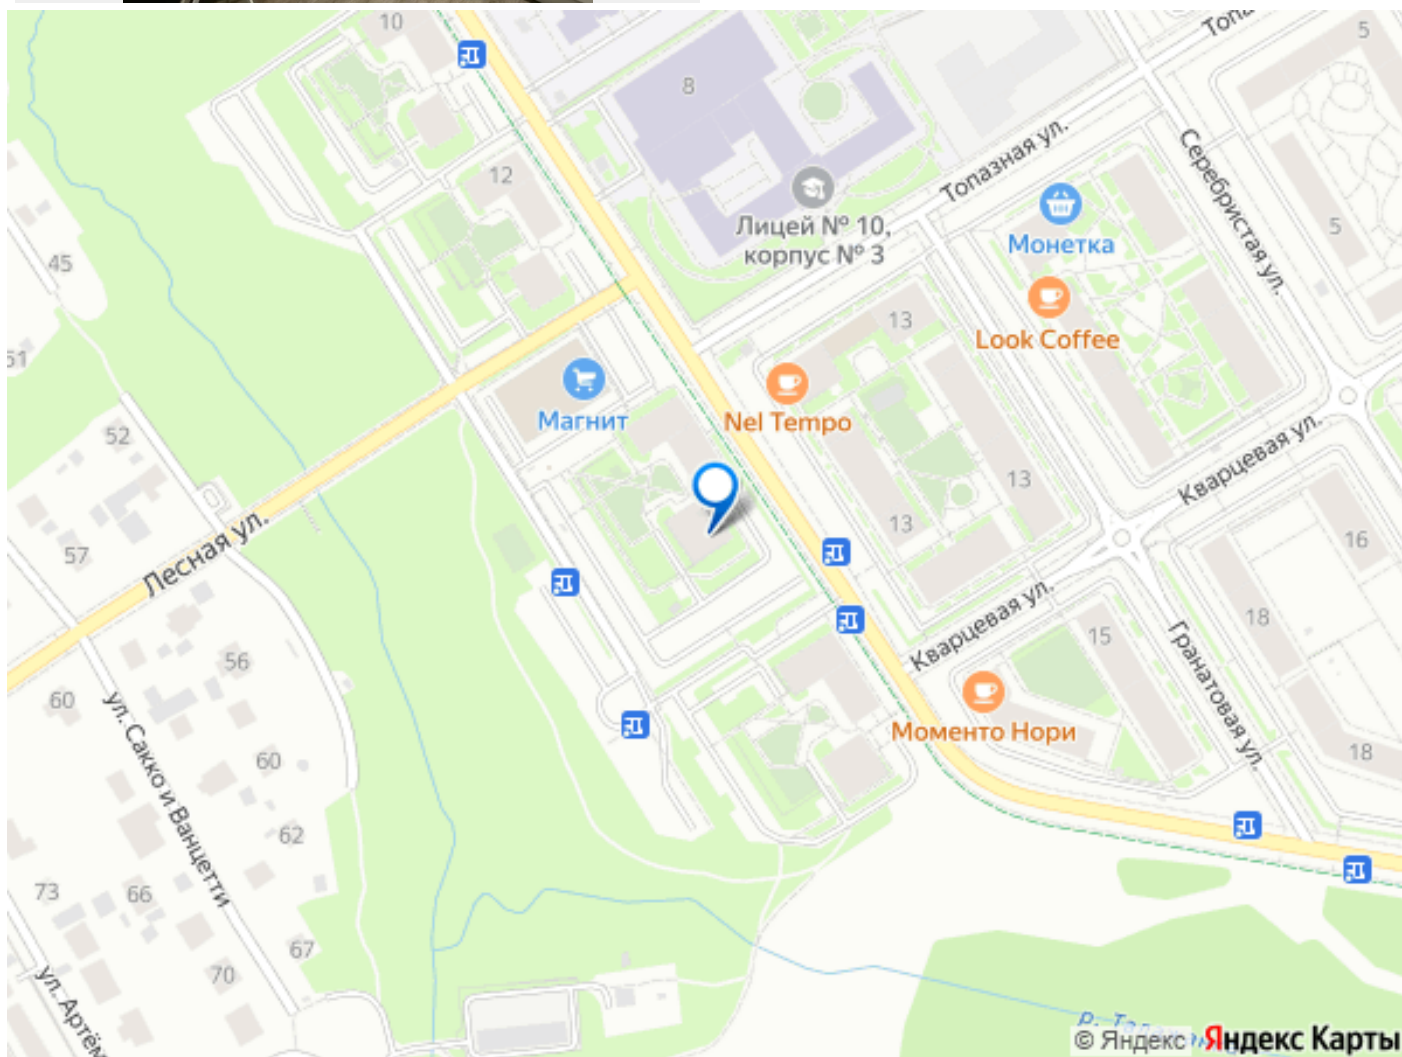 10
Топа
5
8
Топазная ул.
Серебристая ул.
12
Лицей № 10,
корпус № 3
Монетка
5
45
13
Look Coffee
51
Магнит
Nel Tempo
52
13
Кварцевая ул.
13
16
Лесная ул.
57
Кварцевая ул.
18
15
Гранатовая ул.
56
60
ул. Сакко и Ванцетти
Моменто Нори
60
18
62
73
66
67
70
ул. Артём
р. Та
© Яндекс Яндекс Карты